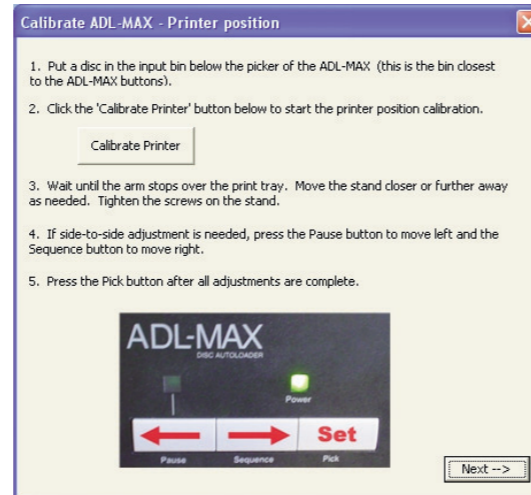 Calibrate ADL-MAX - Printer position
1. Put a disc in the input bin below the picker of the ADL-MAX (this is the bin closest
to the ADL-MAX buttons).
2. Click the 'Calibrate Printer' button below to start the printer position calibration.
Calibrate Printer
3. Wait until the arm stops over the print tray. Move the stand closer or further away
as needed. Tighten the screws on the stand.
4. If side-to-side adjustment is needed, press the Pause button to move left and the
Sequence button to move right.
5. Press the Pick button after all adjustments are complete.
ADL-MAX
DISC AUTOLOADER
Power
Set
Pause Sequence Pick
Next -->